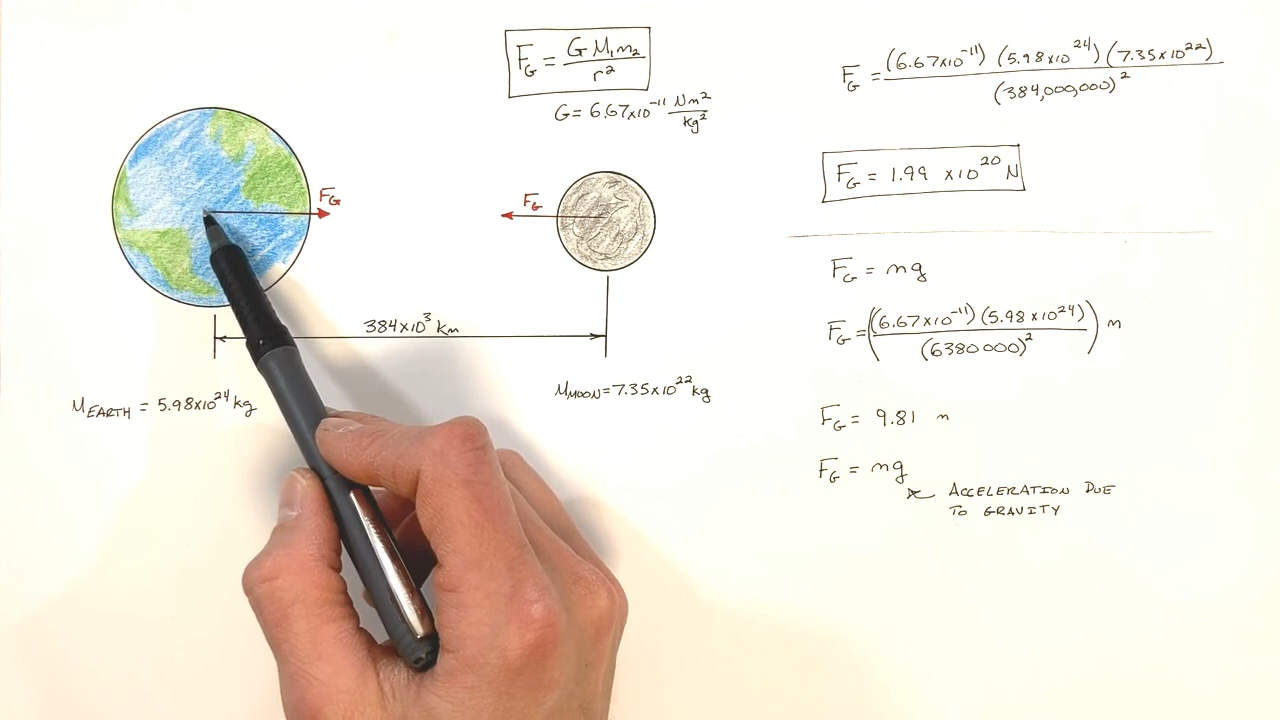 F_G = G M₁m₂ / r²
G = 6.67x10⁻¹¹ Nm² / kg²
F_G
F_G
384x10³ km
M_EARTH = 5.98x10²⁴ kg
M_MOON = 7.35x10²² kg
F_G = (6.67x10⁻¹¹) (5.98x10²⁴) (7.35x10²²) / (384,000,000)²
F_G = 1.99 x10²⁰ N
F_G = mg
F_G = ((6.67x10⁻¹¹)(5.98x10²⁴) / (6380000)²) m
F_G = 9.81 m
F_G = mg
ACCELERATION DUE
TO GRAVITY